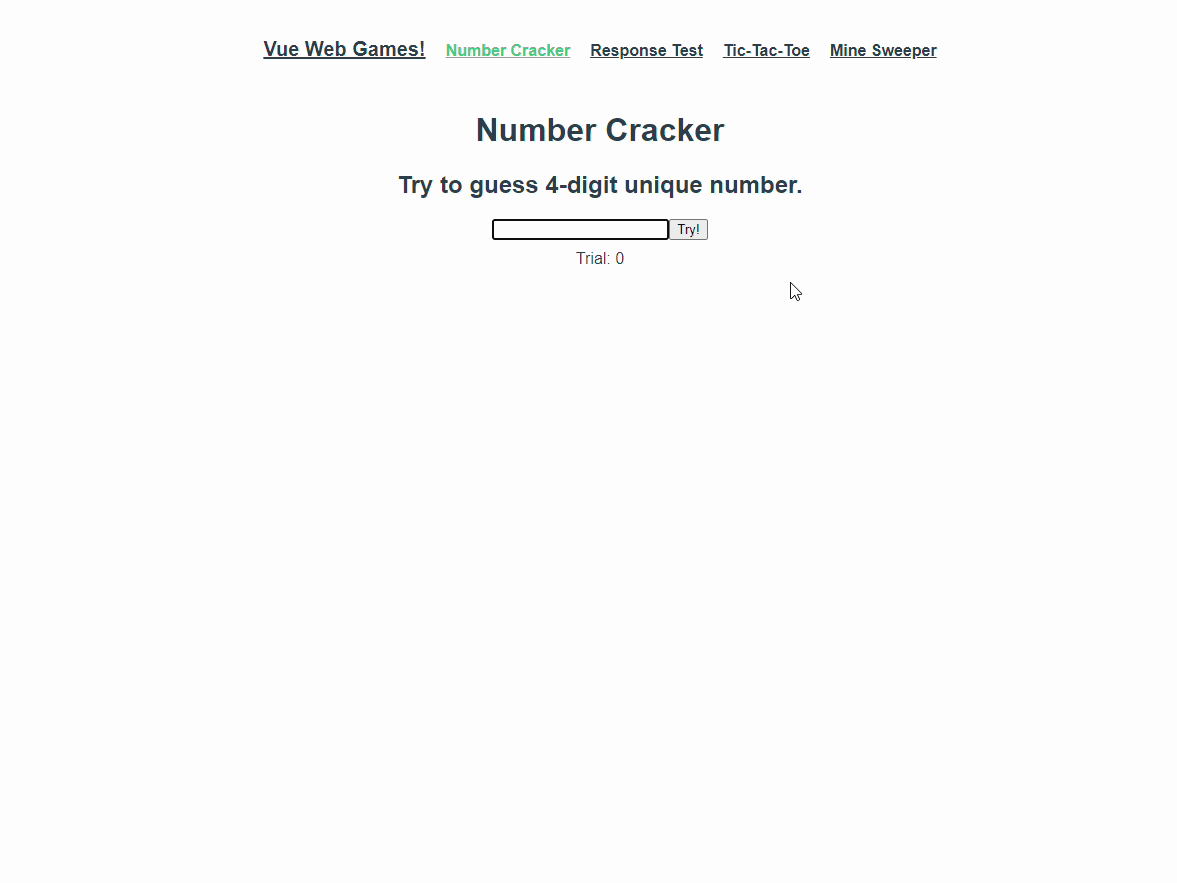 Vue Web Games! Number Cracker Response Test Tic-Tac-Toe Mine Sweeper
Number Cracker
Try to guess 4-digit unique number.
Try!
Trial: 0